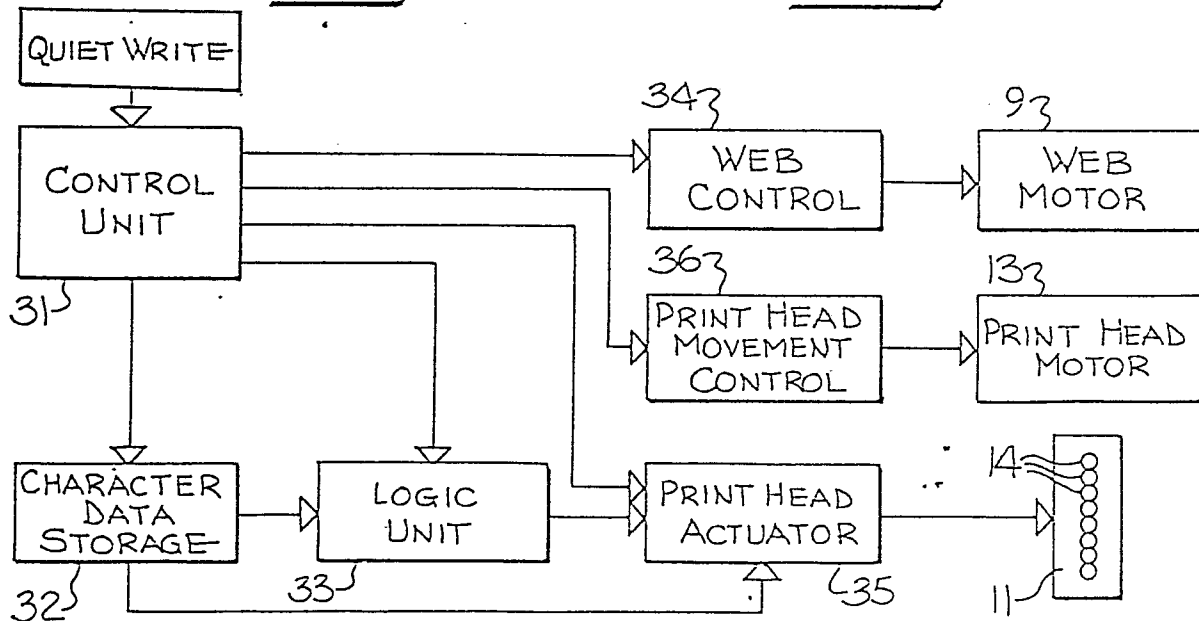 QUIET WRITE
CONTROL
UNIT
31
34
WEB
CONTROL
9
WEB
MOTOR
36
PRINT HEAD
MOVEMENT
CONTROL
13
PRINT HEAD
MOTOR
CHARACTER
DATA
STORAGE
32
LOGIC
UNIT
33
PRINT HEAD
ACTUATOR
35
14
11